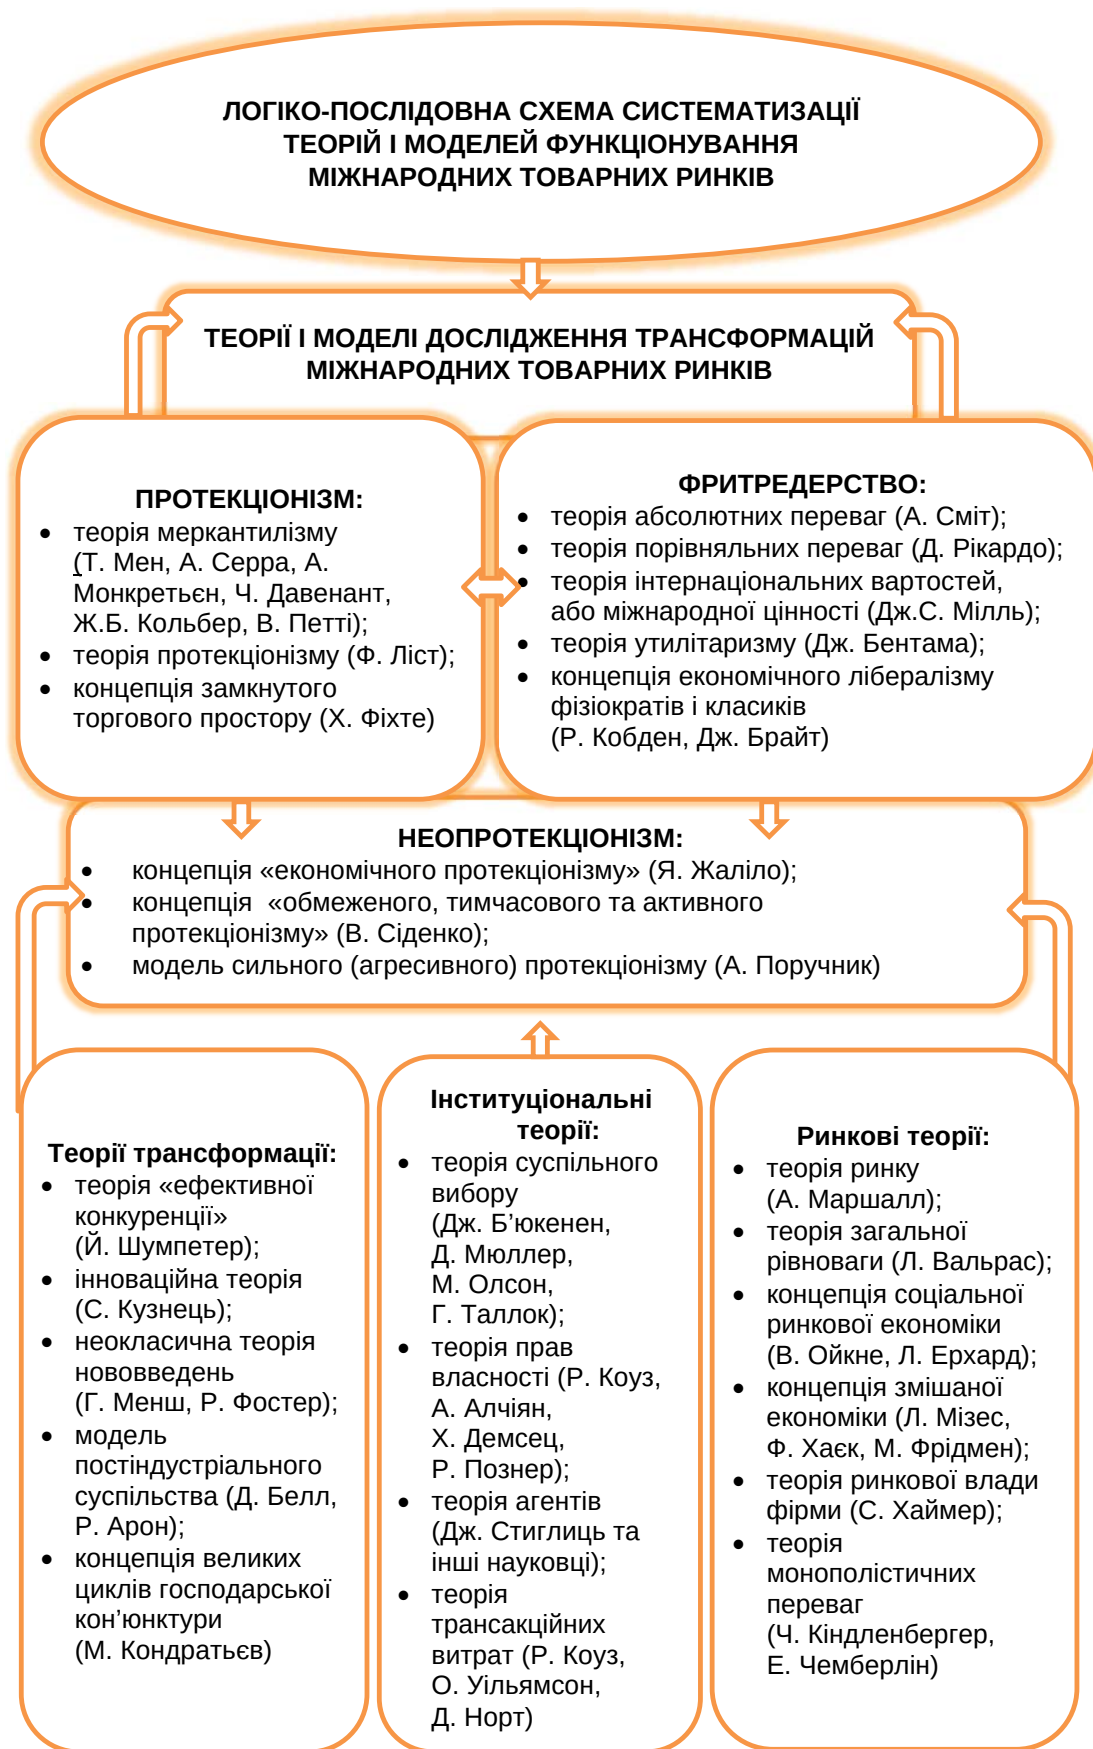 ЛОГІКО-ПОСЛІДОВНА СХЕМА СИСТЕМАТИЗАЦІЇ
ТЕОРІЙ І МОДЕЛЕЙ ФУНКЦІОНУВАННЯ
МІЖНАРОДНИХ ТОВАРНИХ РИНКІВ
ТЕОРІЇ І МОДЕЛІ ДОСЛІДЖЕННЯ ТРАНСФОРМАЦІЙ
МІЖНАРОДНИХ ТОВАРНИХ РИНКІВ
ПРОТЕКЦІОНІЗМ:
• теорія меркантилізму
(Т. Мен, А. Серра, А.
Монкретьєн, Ч. Давенант,
Ж.Б. Кольбер, В. Петті);
• теорія протекціонізму (Ф. Ліст);
• концепція замкнутого
торгового простору (Х. Фіхте)
ФРИТРЕДЕРСТВО:
• теорія абсолютних переваг (А. Сміт);
• теорія порівняльних переваг (Д. Рікардо);
• теорія інтернаціональних вартостей,
або міжнародної цінності (Дж.С. Мілль);
• теорія утилітаризму (Дж. Бентама);
• концепція економічного лібералізму
фізіократів і класиків
(Р. Кобден, Дж. Брайт)
НЕОПРОТЕКЦІОНІЗМ:
• концепція «економічного протекціонізму» (Я. Жаліло);
• концепція «обмеженого, тимчасового та активного
протекціонізму» (В. Сіденко);
• модель сильного (агресивного) протекціонізму (А. Поручник)
Теорії трансформації:
• теорія «ефективної
конкуренції»
(Й. Шумпетер);
• інноваційна теорія
(С. Кузнець);
• неокласична теорія
нововведень
(Г. Менш, Р. Фостер);
• модель
постіндустріального
суспільства (Д. Белл,
Р. Арон);
• концепція великих
циклів господарської
кон’юнктури
(М. Кондратьєв)
Інституціональні
теорії:
• теорія суспільного
вибору
(Дж. Б’юкенен,
Д. Мюллер,
М. Олсон,
Г. Таллок);
• теорія прав
власності (Р. Коуз,
А. Алчіян,
Х. Демсец,
Р. Познер);
• теорія агентів
(Дж. Стиглиць та
інші науковці);
• теорія
трансакційних
витрат (Р. Коуз,
О. Уільямсон,
Д. Норт)
Ринкові теорії:
• теорія ринку
(А. Маршалл);
• теорія загальної
рівноваги (Л. Вальрас);
• концепція соціальної
ринкової економіки
(В. Ойкне, Л. Ерхард);
• концепція змішаної
економіки (Л. Мізес,
Ф. Хаєк, М. Фрідмен);
• теорія ринкової влади
фірми (С. Хаймер);
• теорія
монополістичних
переваг
(Ч. Кіндленбергер,
Е. Чемберлін)